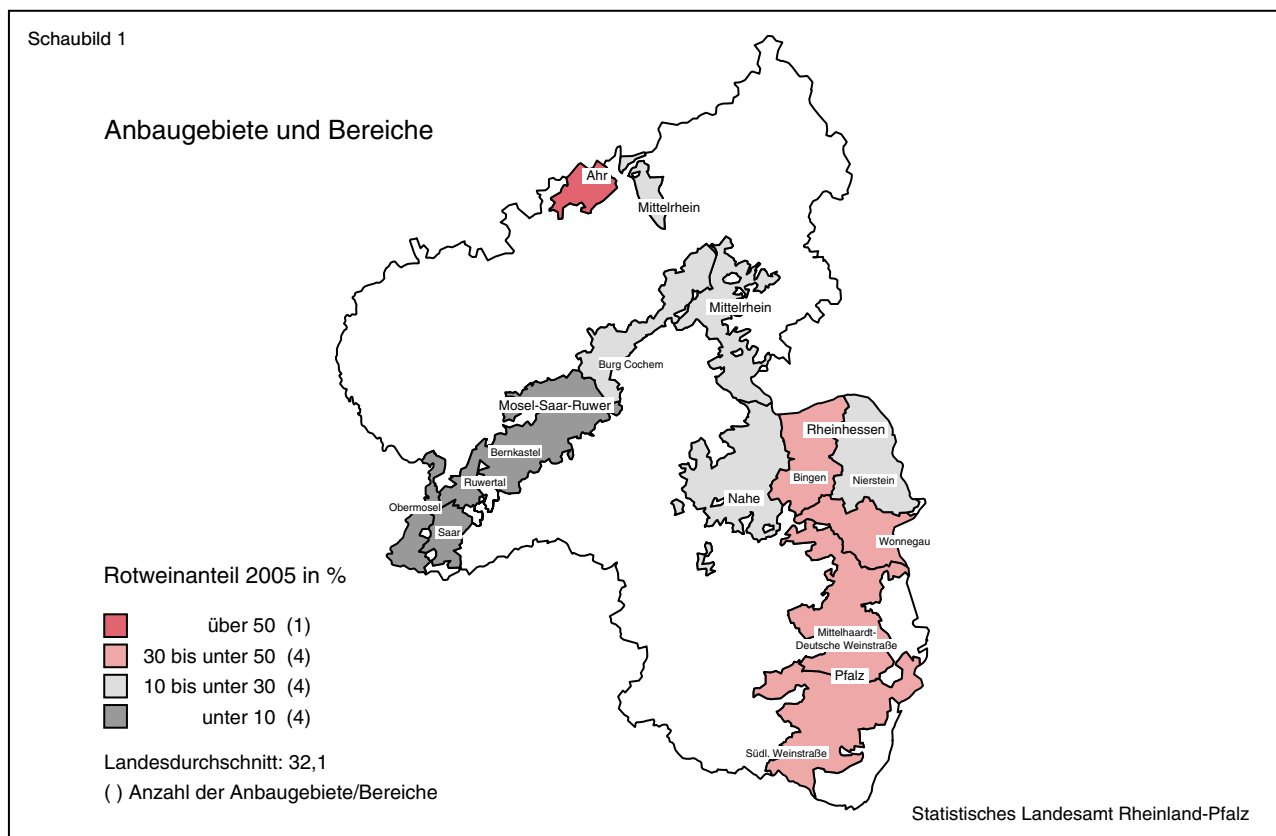 Schaubild 1
Anbaugebiete und Bereiche
Ahr
Mittelrhein
Mittelrhein
Burg Cochem
Mosel-Saar-Ruwer
Rheinhessen
Bernkastel
Bingen
Nierstein
Ruwertal
Nahe
Obermosel
Saar
Wonnegau
Mittelhaardt-
Deutsche Weinstraße
Pfalz
Südl. Weinstraße
Rotweinanteil 2005 in %
über 50 (1)
30 bis unter 50 (4)
10 bis unter 30 (4)
unter 10 (4)
Landesdurchschnitt: 32,1
( ) Anzahl der Anbaugebiete/Bereiche
Statistisches Landesamt Rheinland-Pfalz